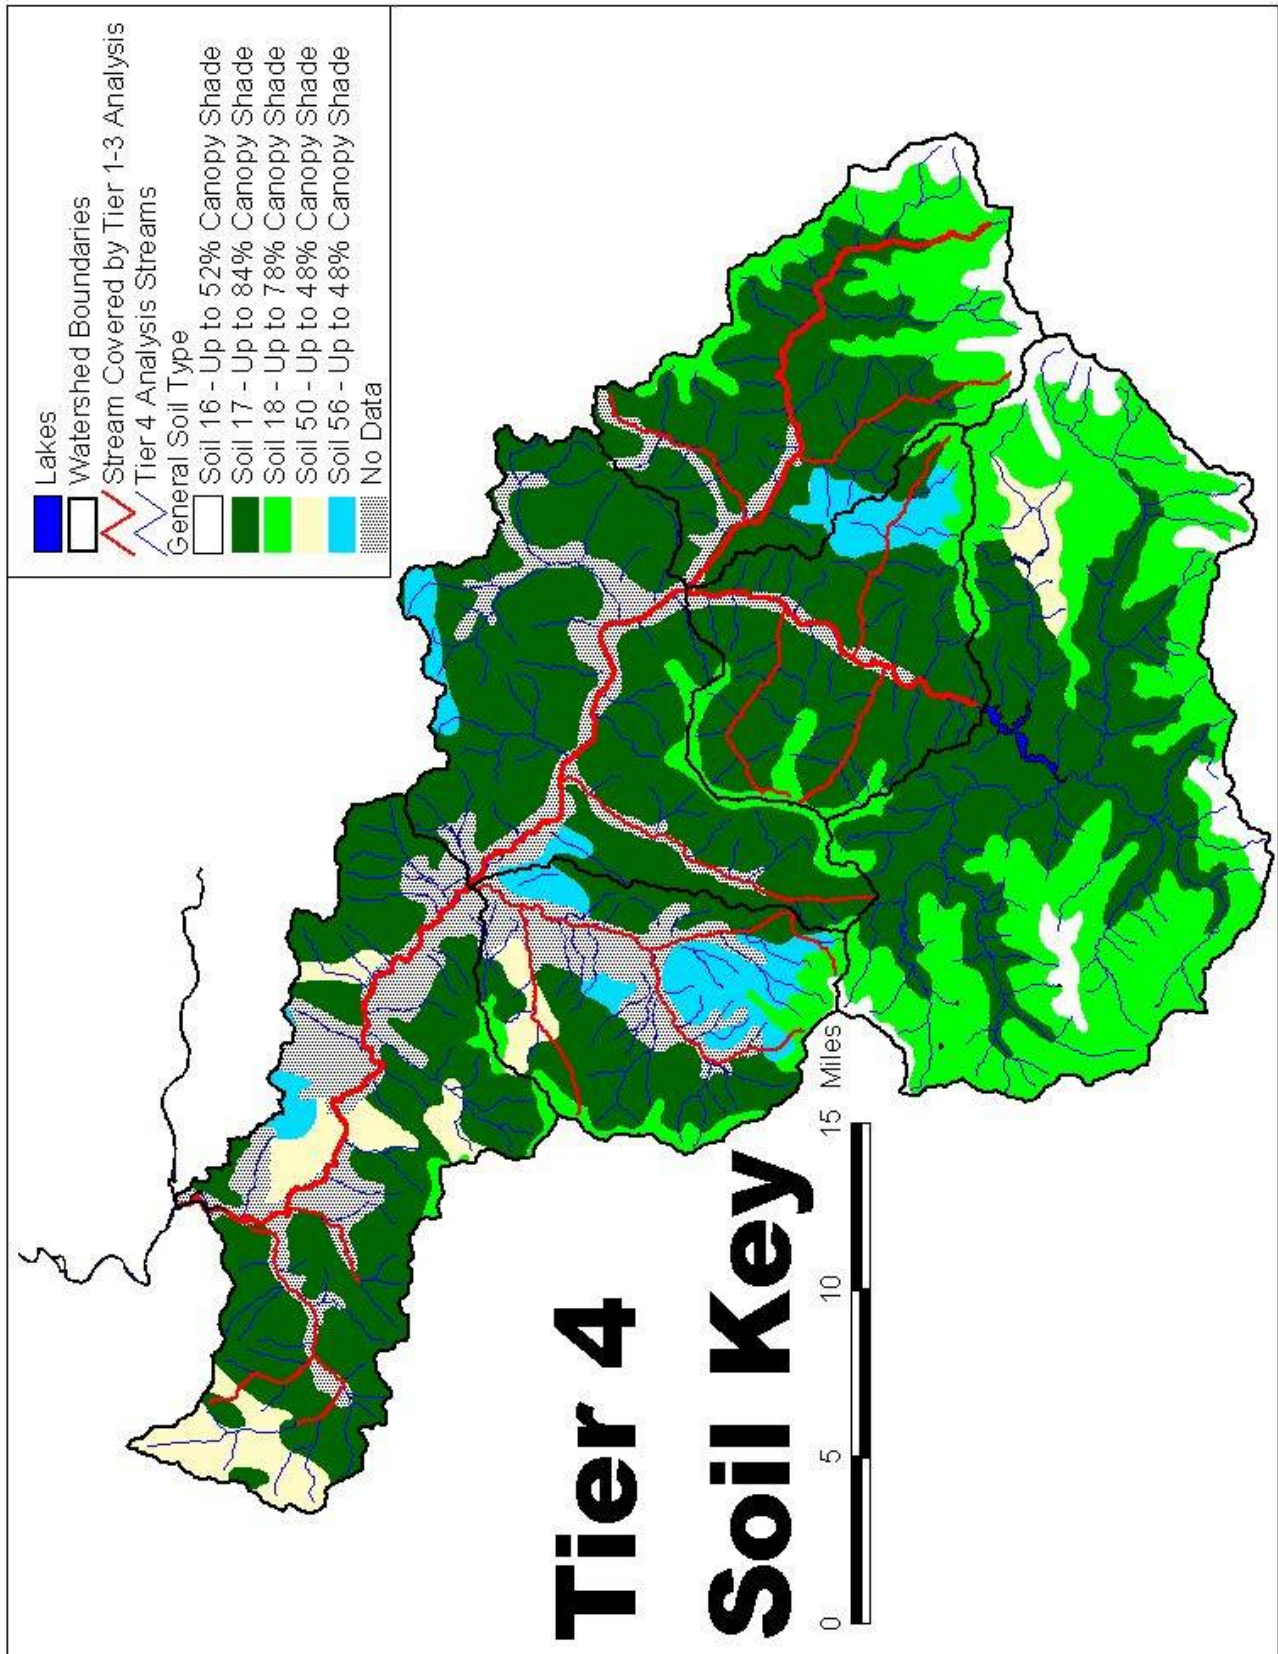 Lakes
Watershed Boundaries
Stream Covered by Tier 1-3 Analysis
Tier 4 Analysis Streams
General Soil Type
Soil 16 - Up to 52% Canopy Shade
Soil 17 - Up to 84% Canopy Shade
Soil 18 - Up to 78% Canopy Shade
Soil 50 - Up to 48% Canopy Shade
Soil 56 - Up to 48% Canopy Shade
No Data
Tier 4
Soil Key
0 5 10 15 Miles